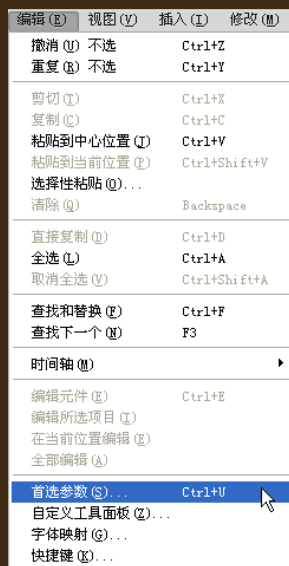 编辑(E) 视图(V) 插入(I) 修改(M)
撤消(U) 不选 Ctrl+Z
重复(R) 不选 Ctrl+Y
剪切(T) Ctrl+X
复制(C) Ctrl+C
粘贴到中心位置(J) Ctrl+V
粘贴到当前位置(P) Ctrl+Shift+V
选择性粘贴(O)...
清除(Q) Backspace
直接复制(D) Ctrl+D
全选(L) Ctrl+A
取消全选(V) Ctrl+Shift+A
查找和替换(F) Ctrl+F
查找下一个(N) F3
时间轴(M)
编辑元件(E) Ctrl+E
编辑所选项目(I)
在当前位置编辑(E)
全部编辑(A)
首选参数(S)... Ctrl+U
自定义工具面板(Z)...
字体映射(G)...
快捷键(K)...